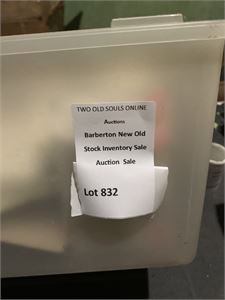 TWO OLD SOULS ONLINE
Auctions
Barberton New Old
Stock Inventory Sale
Auction Sale
Lot 832